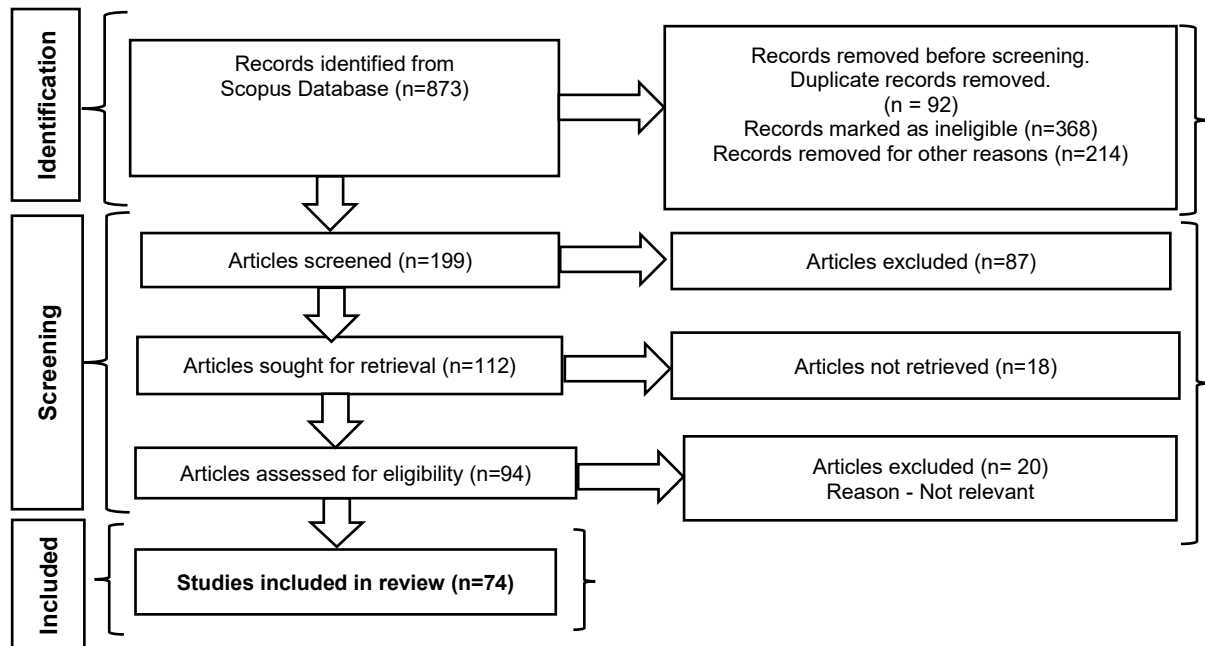 Identification
Records identified from
Scopus Database (n=873)
Records removed before screening.
Duplicate records removed.
(n = 92)
Records marked as ineligible (n=368)
Records removed for other reasons (n=214)
Screening
Articles screened (n=199)
Articles excluded (n=87)
Articles sought for retrieval (n=112)
Articles not retrieved (n=18)
Articles assessed for eligibility (n=94)
Articles excluded (n= 20)
Reason - Not relevant
Included
Studies included in review (n=74)